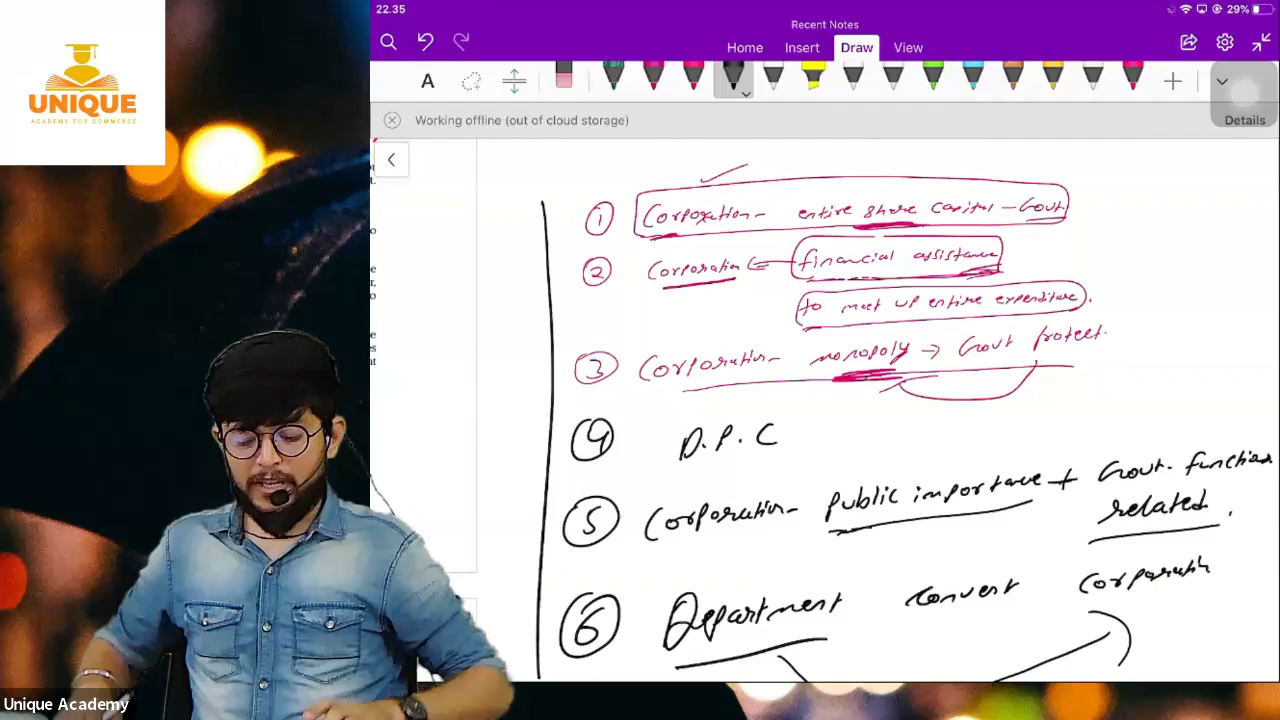 UNIQUE
ACADEMY FOR COMMERCE
22.35
29%
Recent Notes
Home Insert Draw View
A
Working offline (out of cloud storage)
Details
① Corporation - entire share capital - Govt.
② Corporation financial assistance
to meet up entire expenditure.
③ Corporation - monopoly → Govt protect.
④ D.P.C
⑤ Corporation - public importance + Govt. function
related.
⑥ Department convert corporation
Unique Academy